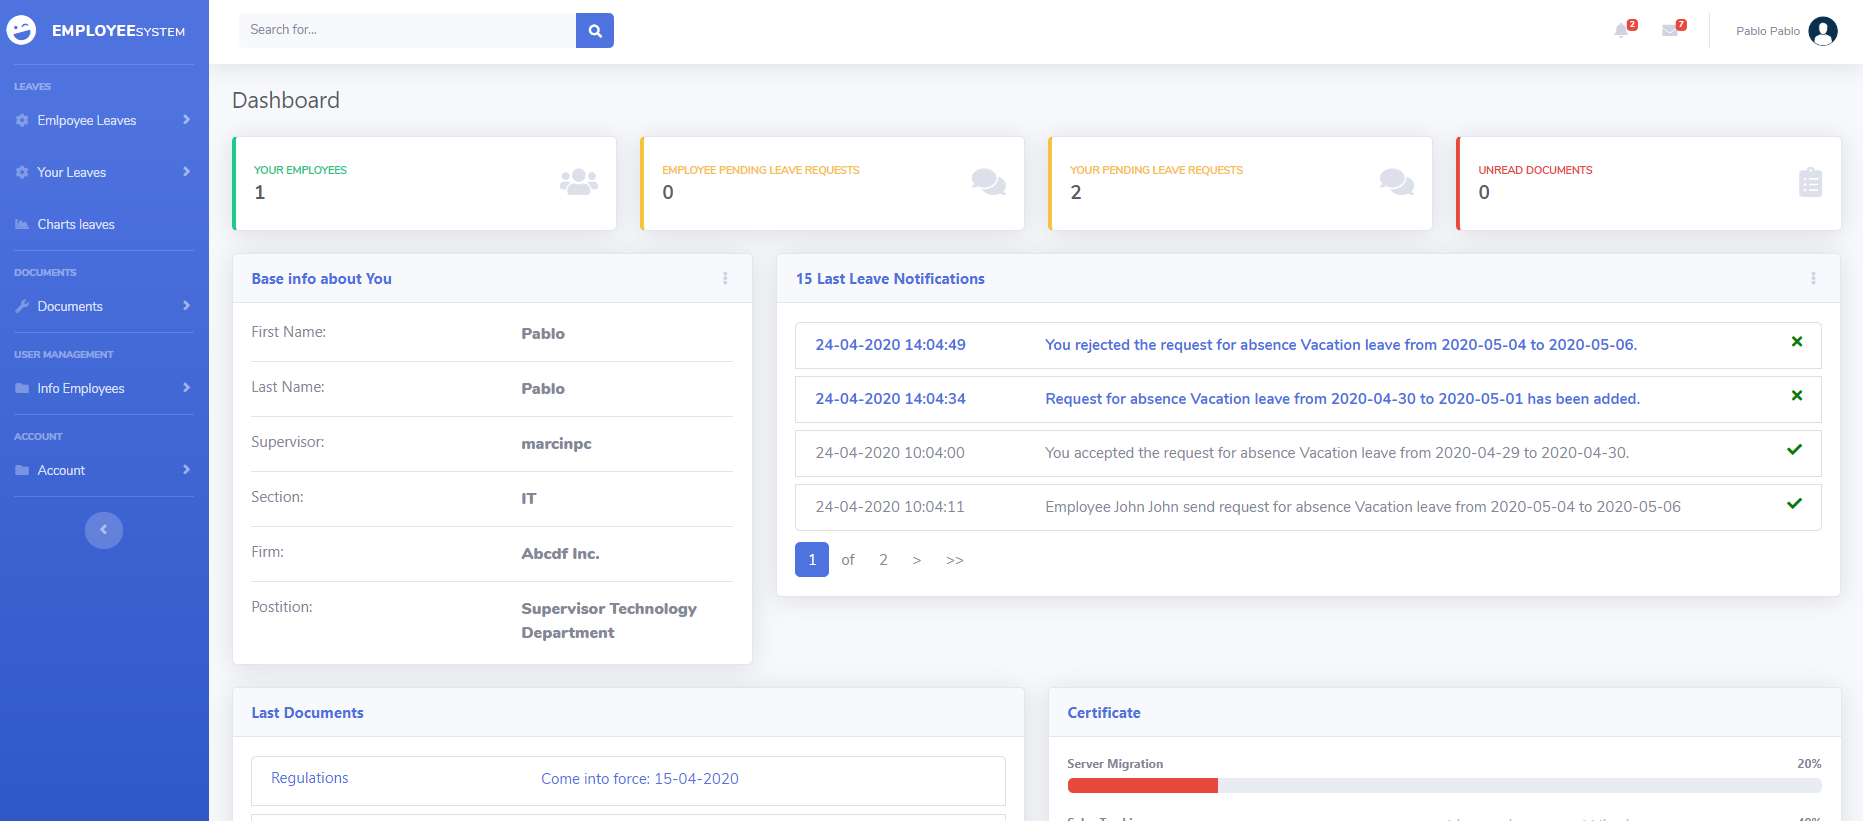 EMPLOYEESYSTEM
Search for...
2
7
Pablo Pablo
LEAVES
Emlpoyee Leaves
Your Leaves
Charts leaves
DOCUMENTS
Documents
USER MANAGEMENT
Info Employees
ACCOUNT
Account
Dashboard
YOUR EMPLOYEES
1
EMPLOYEE PENDING LEAVE REQUESTS
0
YOUR PENDING LEAVE REQUESTS
2
UNREAD DOCUMENTS
0
Base info about You
First Name: Pablo
Last Name: Pablo
Supervisor: marcinpc
Section: IT
Firm: Abcdf Inc.
Postition: Supervisor Technology
Department
15 Last Leave Notifications
24-04-2020 14:04:49 You rejected the request for absence Vacation leave from 2020-05-04 to 2020-05-06.
24-04-2020 14:04:34 Request for absence Vacation leave from 2020-04-30 to 2020-05-01 has been added.
24-04-2020 10:04:00 You accepted the request for absence Vacation leave from 2020-04-29 to 2020-04-30.
24-04-2020 10:04:11 Employee John John send request for absence Vacation leave from 2020-05-04 to 2020-05-06
1 of 2 > >>
Last Documents
Regulations Come into force: 15-04-2020
Certificate
Server Migration 20%